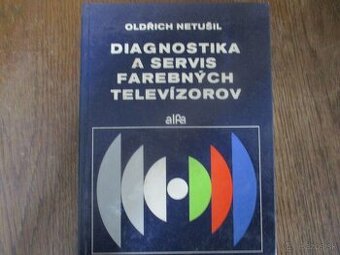 OLDŘICH NETUŠIL
DIAGNOSTIKA
A SERVIS
FAREBNÝCH
TELEVÍZOROV
alfa